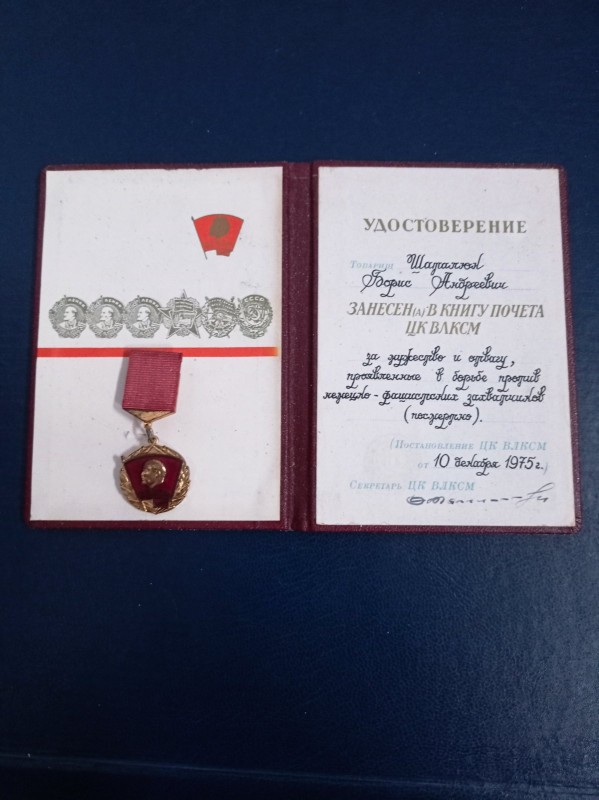 УДОСТОВЕРЕНИЕ
Товарищ Шапалюк
Борис Андреевич
ЗАНЕСЕН(А) В КНИГУ ПОЧЕТА
ЦК ВЛКСМ
за мужество и отвагу,
проявленные в борьбе против
немецко-фашистских захватчиков
(посмертно).
(Постановление ЦК ВЛКСМ
от 10 декабря 1975 г.)
Секретарь ЦК ВЛКСМ